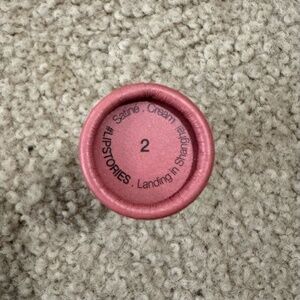 #LIPSTORIES . Landing in Shanghai
Satiné . Cream
2